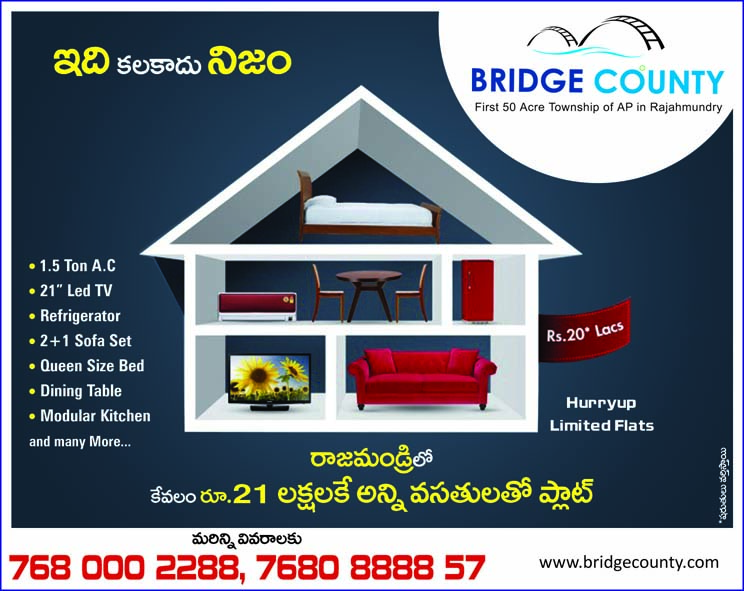 ఇది కలకాదు నిజం
BRIDGE COUNTY
First 50 Acre Township of AP in Rajahmundry
• 1.5 Ton A.C
• 21” Led TV
• Refrigerator
• 2+1 Sofa Set
• Queen Size Bed
• Dining Table
• Modular Kitchen
and many More...
Rs.20* Lacs
Hurryup
Limited Flats
రాజమండ్రిలో
కేవలం రూ.21 లక్షలకే అన్ని వసతులతో ప్లాట్
*షరతులు వర్తిస్తాయి
మరిన్ని వివరాలకు
768 000 2288, 7680 8888 57
www.bridgecounty.com